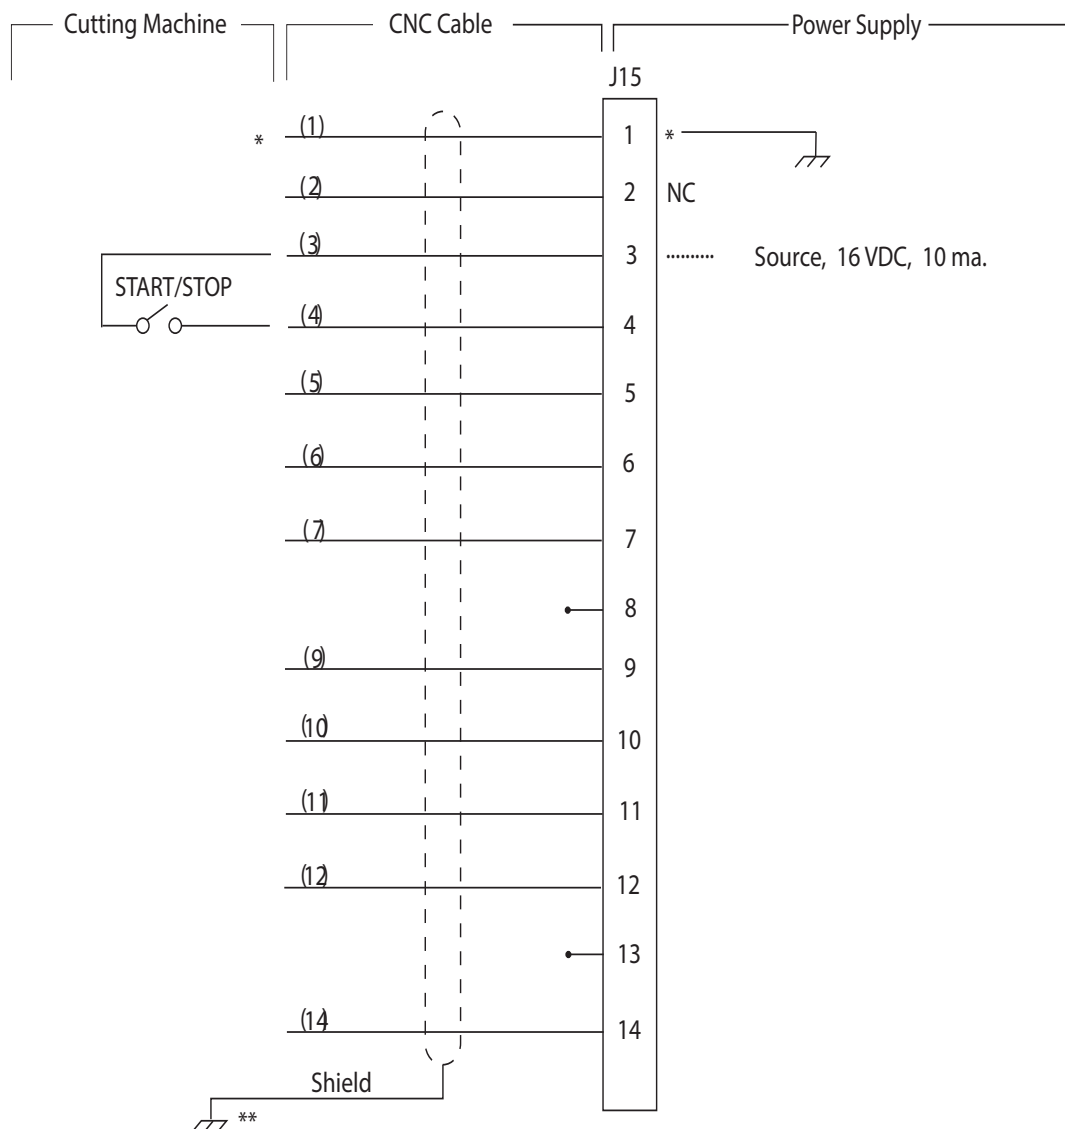 Cutting Machine CNC Cable Power Supply
J15
* (1) 1 *
(2) 2 NC
(3) 3 .......... Source, 16 VDC, 10 ma.
START/STOP
(4) 4
(5) 5
(6) 6
(7) 7
8
(9) 9
(10) 10
(11) 11
(12) 12
13
(14) 14
Shield
**